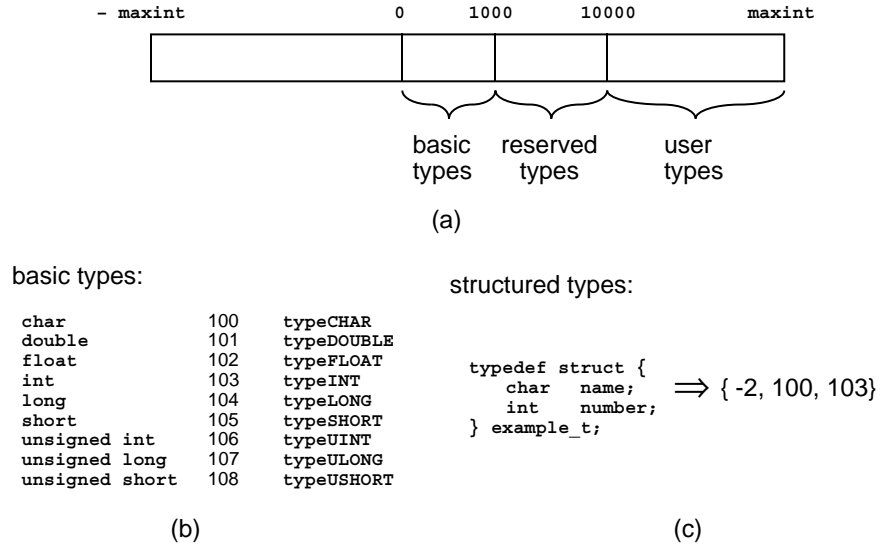 - maxint 0 1000 10000 maxint
basic reserved user
types types types
(a)
basic types:
char 100 typeCHAR
double 101 typeDOUBLE
float 102 typeFLOAT
int 103 typeINT
long 104 typeLONG
short 105 typeSHORT
unsigned int 106 typeUINT
unsigned long 107 typeULONG
unsigned short 108 typeUSHORT
(b)
structured types:
typedef struct {
char name;
int number;
} example_t;
⇒ { -2, 100, 103}
(c)